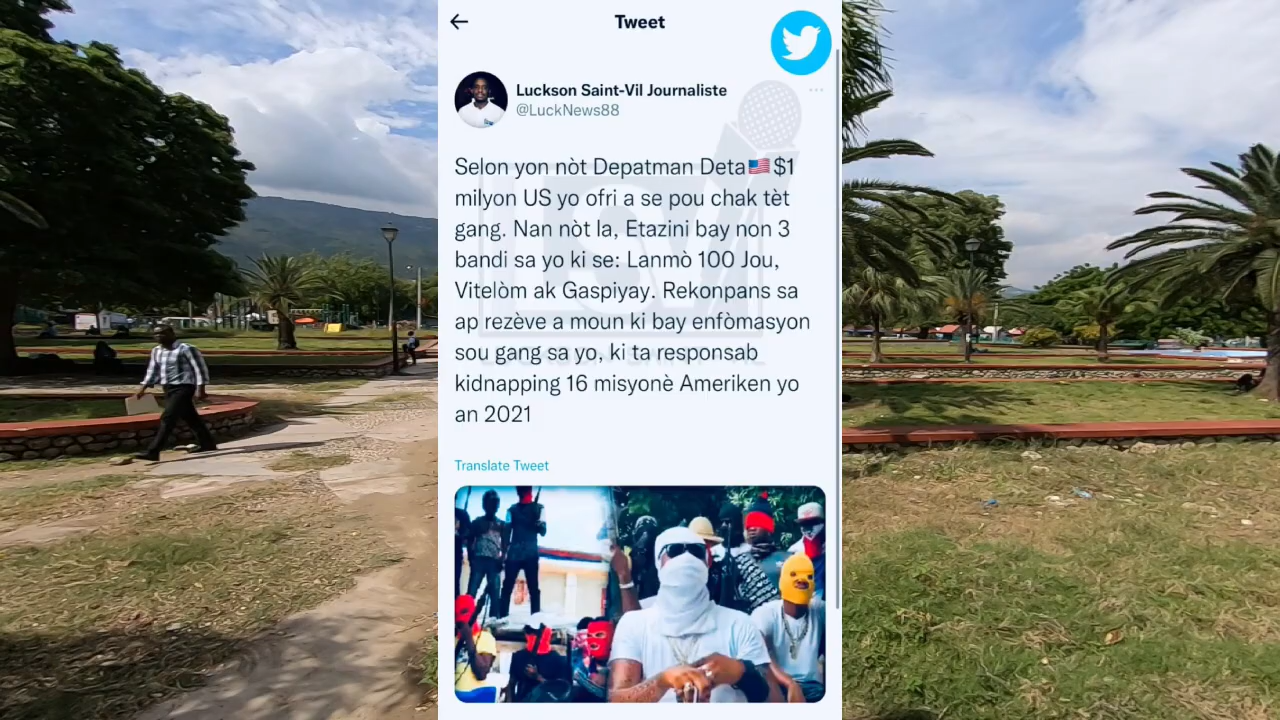 Tweet
Luckson Saint-Vil Journaliste
@LuckNews88
Selon yon nòt Depatman Deta🇺🇸$1
milyon US yo ofri a se pou chak tèt
gang. Nan nòt la, Etazini bay non 3
bandi sa yo ki se: Lanmò 100 Jou,
Vitelòm ak Gaspiyay. Rekonpans sa
ap rezève a moun ki bay enfòmasyon
sou gang sa yo, ki ta responsab
kidnapping 16 misyonè Ameriken yo
an 2021
Translate Tweet